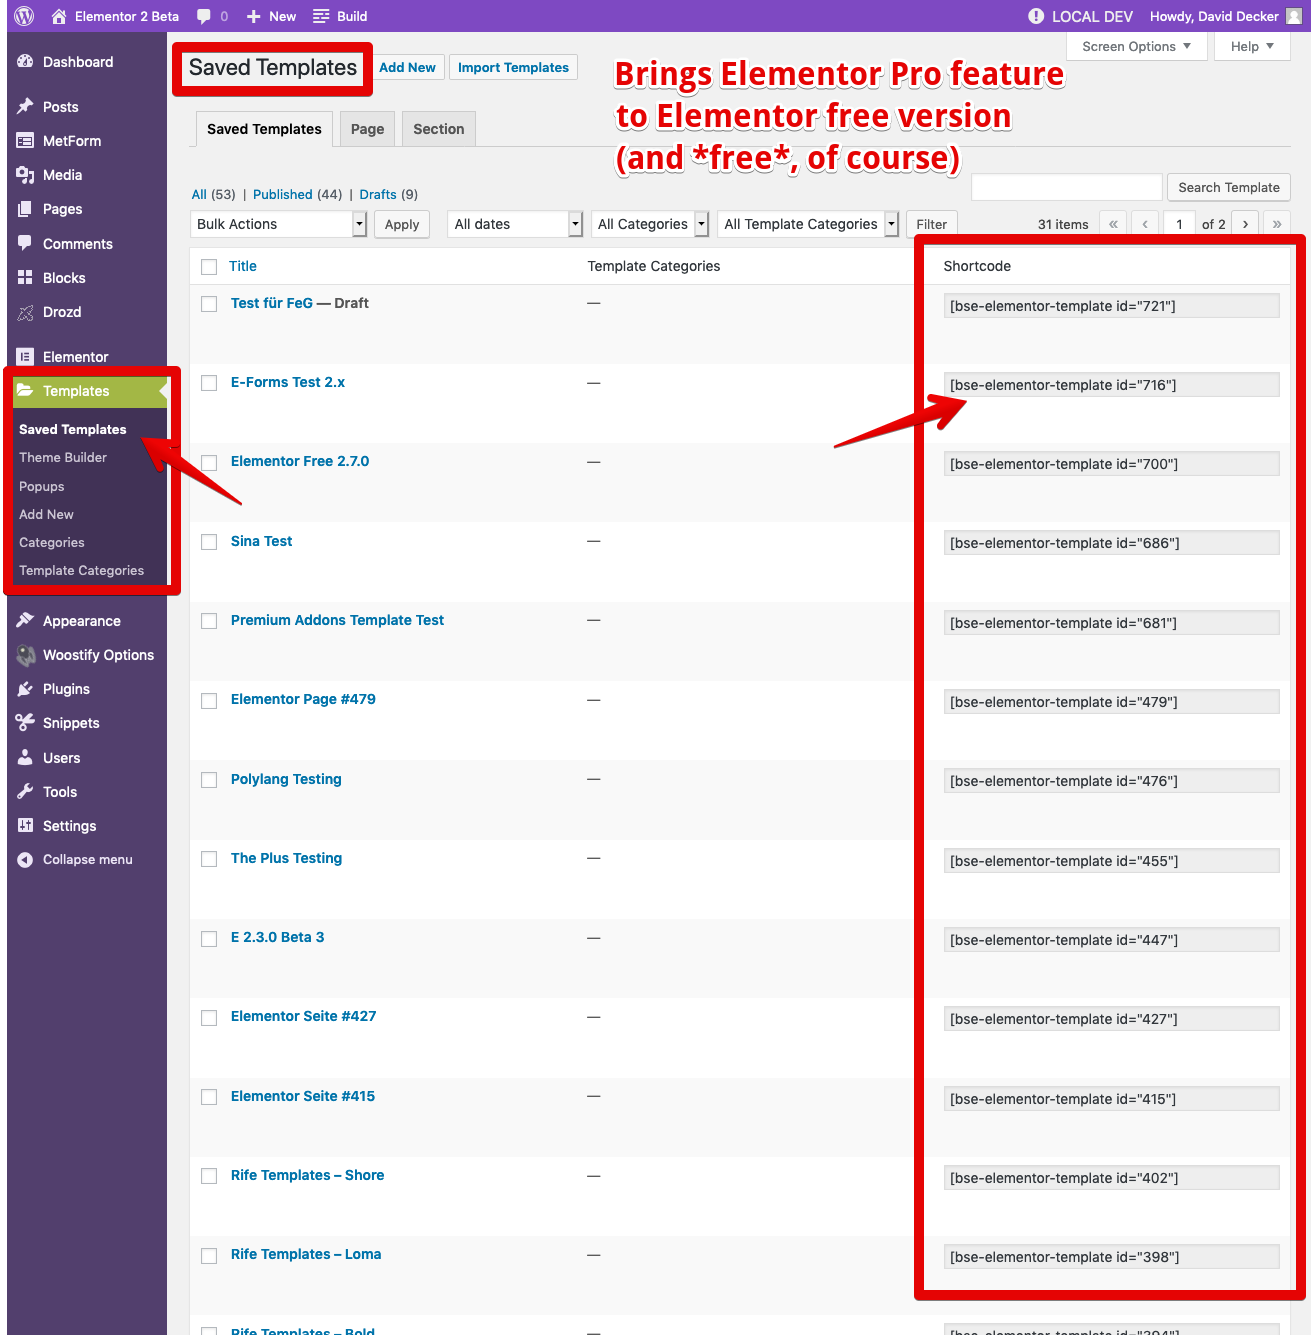 Elementor 2 Beta 0 New Build LOCAL DEV Howdy, David Decker
Screen Options Help
Dashboard
Posts
MetForm
Media
Pages
Comments
Blocks
Drozd
Elementor
Templates
Saved Templates
Theme Builder
Popups
Add New
Categories
Template Categories
Appearance
Woostify Options
Plugins
Snippets
Users
Tools
Settings
Collapse menu
Saved Templates Add New Import Templates
Brings Elementor Pro feature
to Elementor free version
(and *free*, of course)
Saved Templates Page Section
All (53) | Published (44) | Drafts (9)
Search Template
Bulk Actions Apply All dates All Categories All Template Categories Filter 31 items « ‹ 1 of 2 › »
Title Template Categories Shortcode
Test für FeG — Draft — [bse-elementor-template id="721"]
E-Forms Test 2.x — [bse-elementor-template id="716"]
Elementor Free 2.7.0 — [bse-elementor-template id="700"]
Sina Test — [bse-elementor-template id="686"]
Premium Addons Template Test — [bse-elementor-template id="681"]
Elementor Page #479 — [bse-elementor-template id="479"]
Polylang Testing — [bse-elementor-template id="476"]
The Plus Testing — [bse-elementor-template id="455"]
E 2.3.0 Beta 3 — [bse-elementor-template id="447"]
Elementor Seite #427 — [bse-elementor-template id="427"]
Elementor Seite #415 — [bse-elementor-template id="415"]
Rife Templates – Shore — [bse-elementor-template id="402"]
Rife Templates – Loma — [bse-elementor-template id="398"]
Rife Templates – Bold — [bse-elementor-template id="394"]